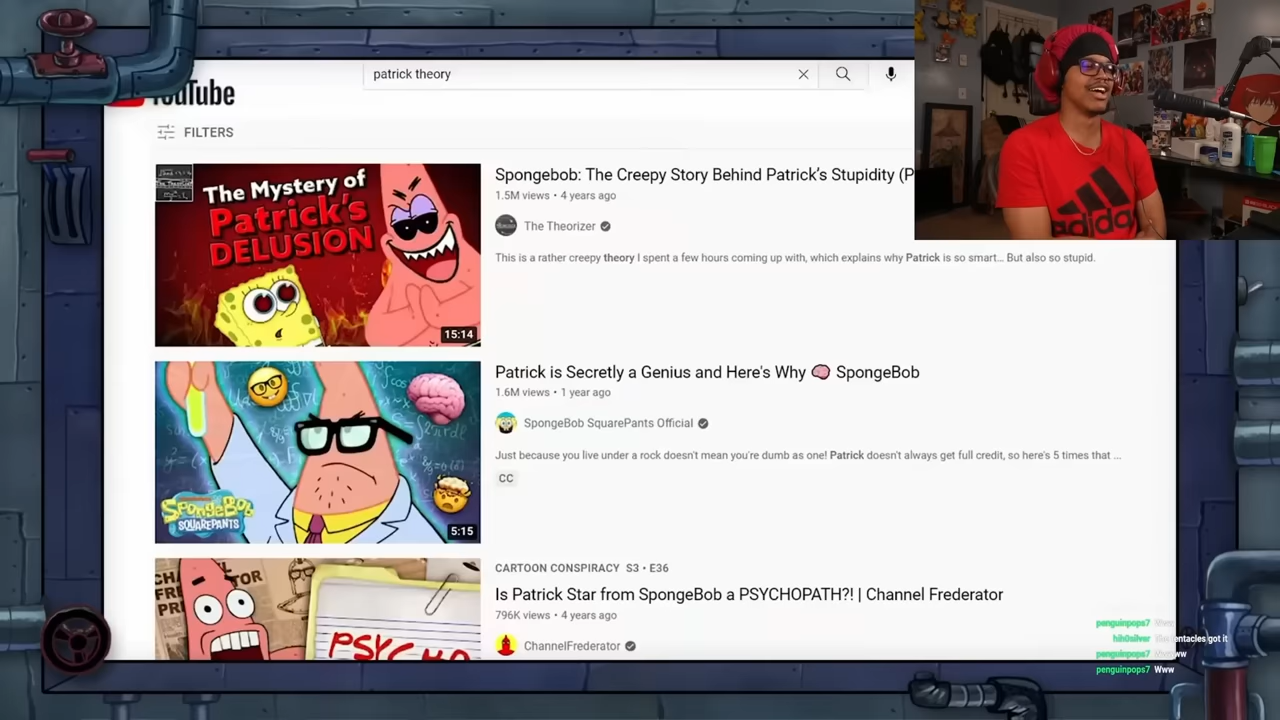 patrick theory
YouTube
FILTERS
The Mystery of
Patrick's
DELUSION
15:14
Spongebob: The Creepy Story Behind Patrick's Stupidity (P
1.5M views • 4 years ago
The Theorizer
This is a rather creepy theory I spent a few hours coming up with, which explains why Patrick is so smart... But also so stupid.
SPONGEBOB
SQUAREPANTS
5:15
Patrick is Secretly a Genius and Here's Why 🧠 SpongeBob
1.6M views • 1 year ago
SpongeBob SquarePants Official
Just because you live under a rock doesn't mean you're dumb as one! Patrick doesn't always get full credit, so here's 5 times that ...
CC
PSYCHO
CARTOON CONSPIRACY S3 • E36
Is Patrick Star from SpongeBob a PSYCHOPATH?! | Channel Frederator
796K views • 4 years ago
ChannelFrederator
adidas
penguinpops7
hih0silver tentacles got it
penguinpops7
penguinpops7 Www